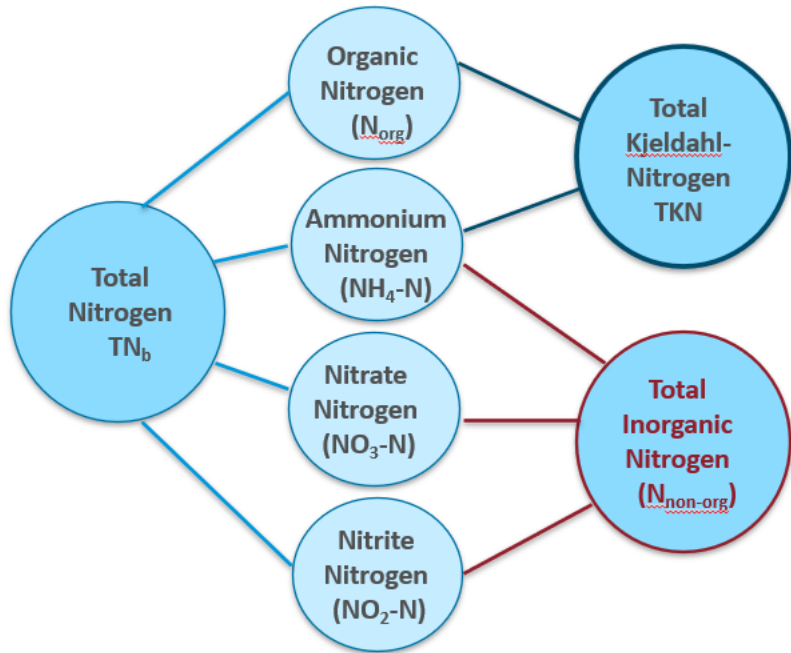 Organic
Nitrogen
(Norg)
Total
Kjeldahl-
Nitrogen
TKN
Ammonium
Nitrogen
(NH₄-N)
Total
Nitrogen
TNb
Nitrate
Nitrogen
(NO₃-N)
Total
Inorganic
Nitrogen
(Nnon-org)
Nitrite
Nitrogen
(NO₂-N)